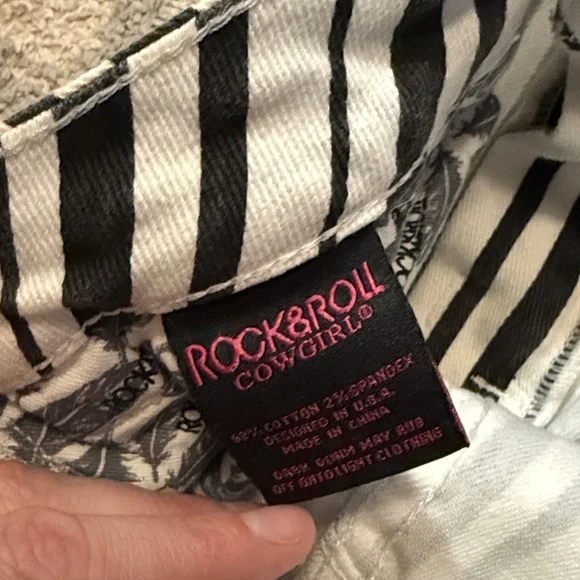 ROCK&ROLL
COWGIRL®
98% COTTON 2% SPANDEX
DESIGNED IN U.S.A.
MADE IN CHINA
DARK DENIM MAY RUB
OFF ONTO LIGHT CLOTHING